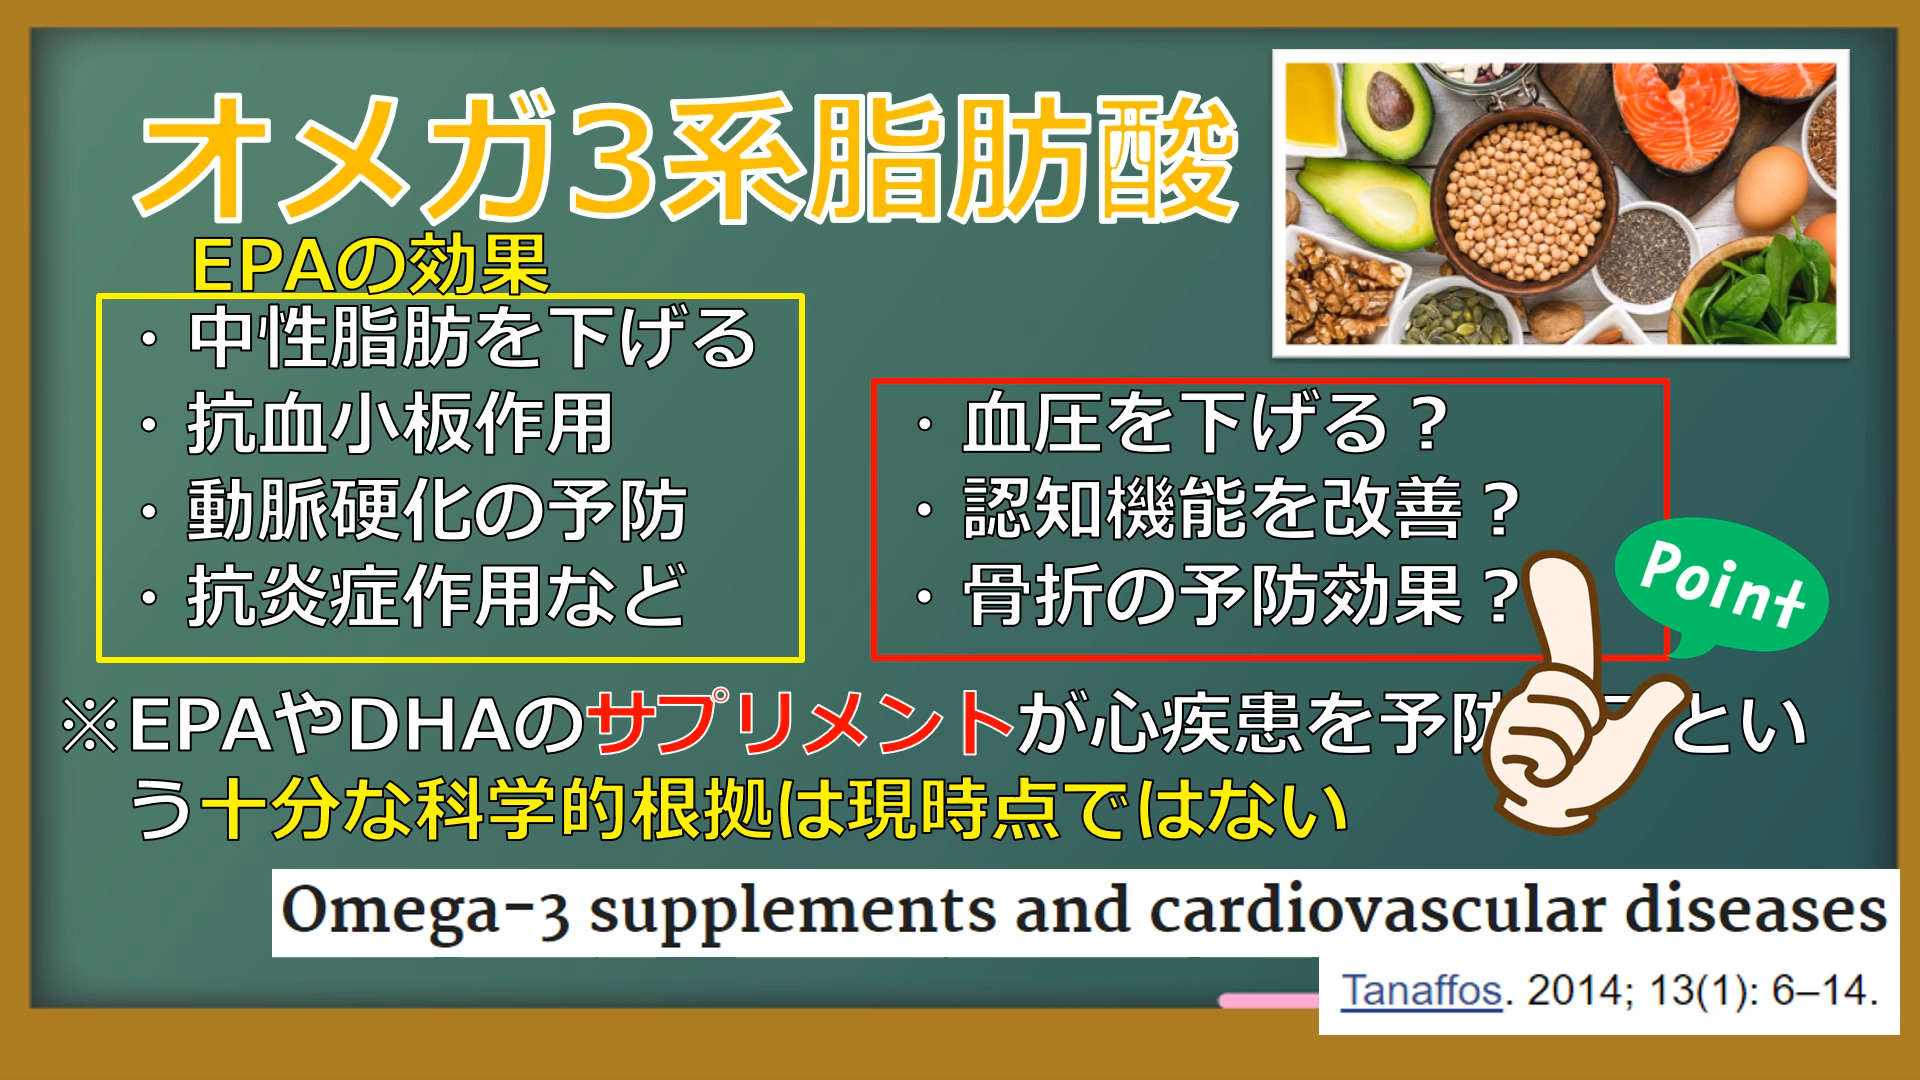 オメガ3系脂肪酸
EPAの効果
・中性脂肪を下げる
・抗血小板作用
・動脈硬化の予防
・抗炎症作用など
・血圧を下げる？
・認知機能を改善？
・骨折の予防効果？
Point
※EPAやDHAのサプリメントが心疾患を予防 とい
う十分な科学的根拠は現時点ではない
Omega-3 supplements and cardiovascular diseases
Tanaffos. 2014; 13(1): 6–14.